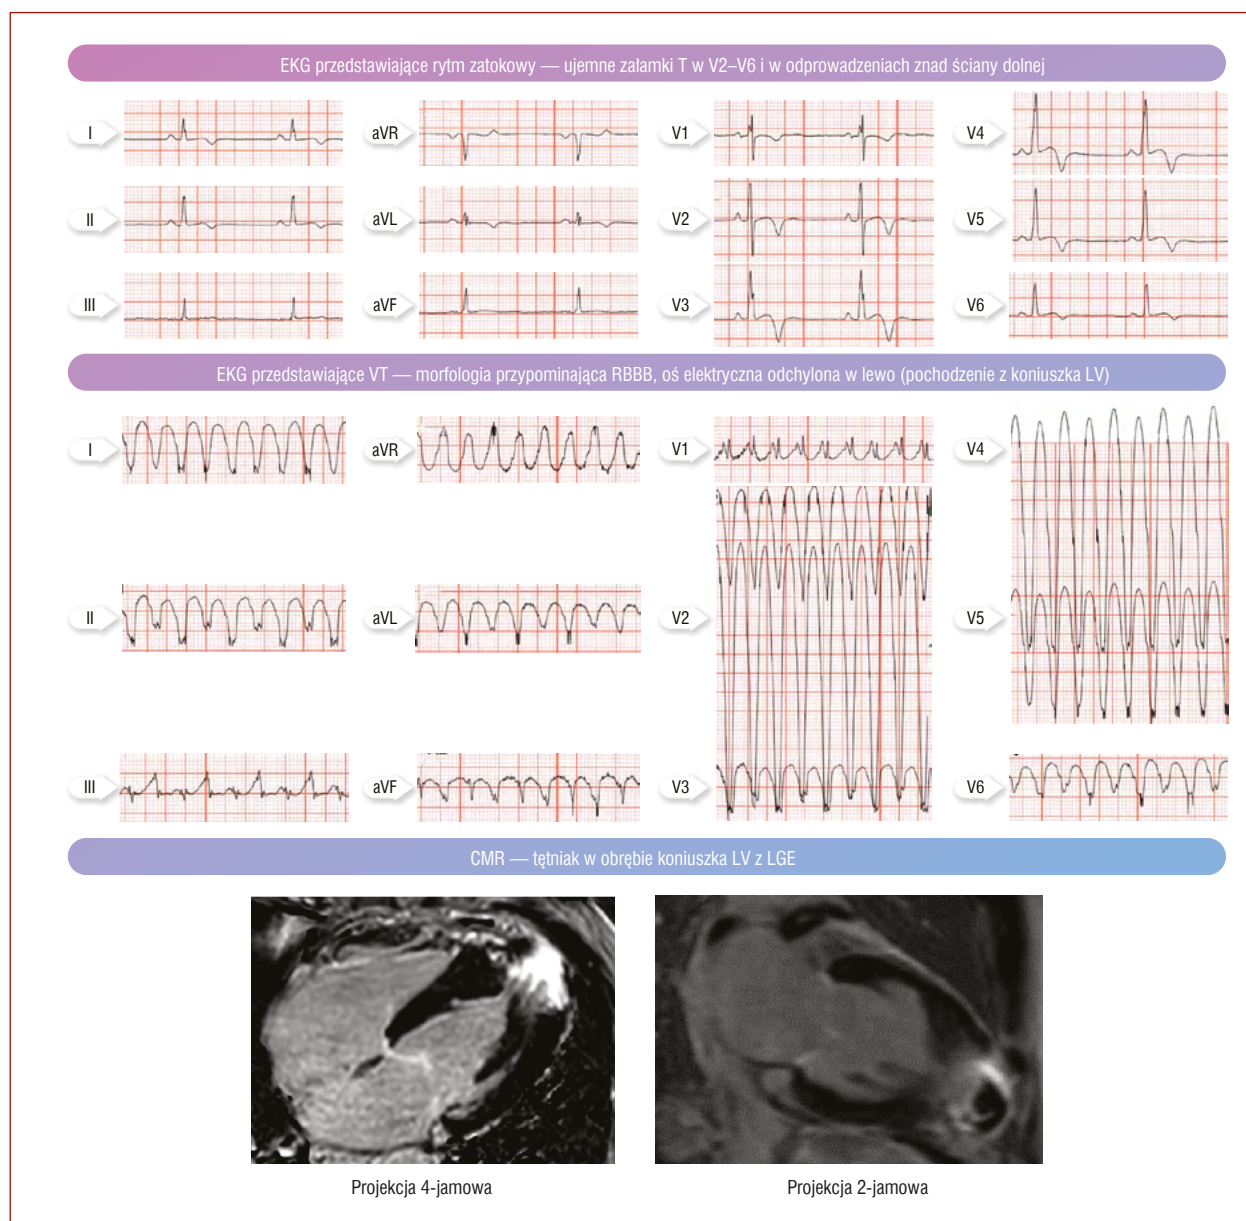 EKG przedstawiające rytm zatokowy — ujemne załamki T w V2–V6 i w odprowadzeniach znad ściany dolnej
I
aVR
V1
V4
II
aVL
V2
V5
III
aVF
V3
V6
EKG przedstawiające VT — morfologia przypominająca RBBB, oś elektryczna odchylona w lewo (pochodzenie z koniuszka LV)
I
aVR
V1
V4
II
aVL
V2
V5
III
aVF
V3
V6
CMR — tętniak w obrębie koniuszka LV z LGE
Projekcja 4-jamowa
Projekcja 2-jamowa